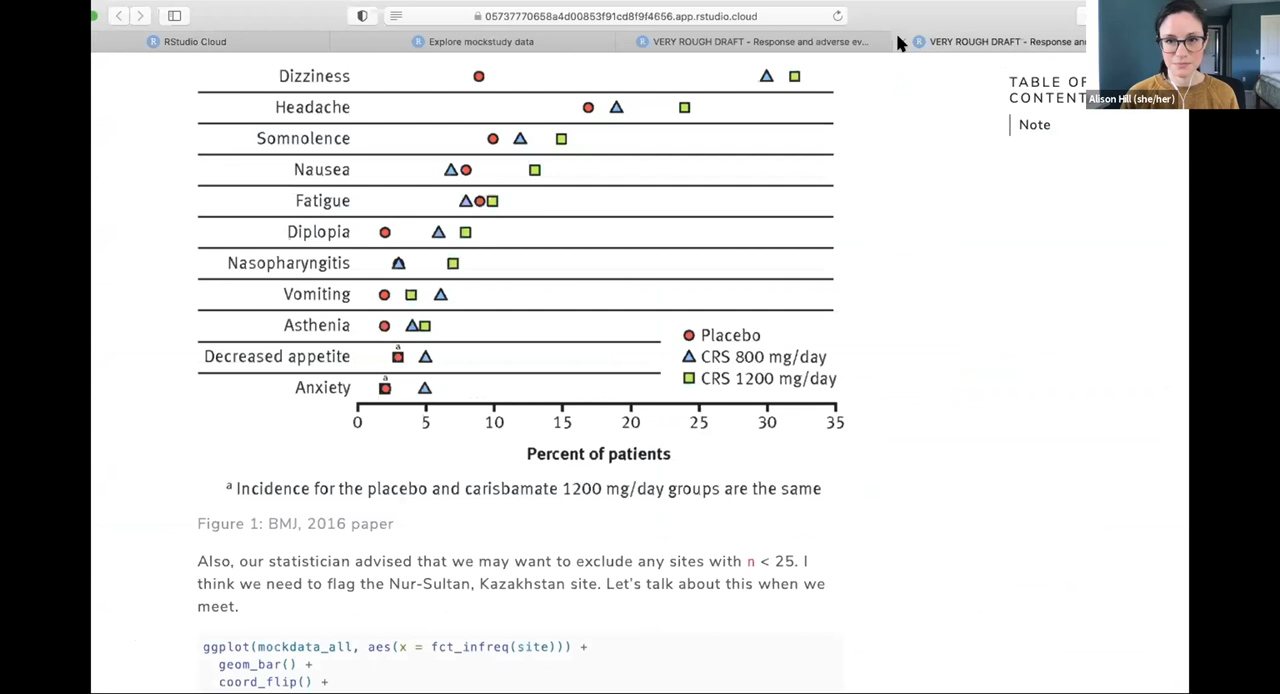 05737770658a4d00853f91cd8f9f4656.app.rstudio.cloud
RStudio Cloud
Explore mockstudy data
VERY ROUGH DRAFT - Response and adverse ev...
VERY ROUGH DRAFT - Response and
TABLE OF
CONTENT
Note
Alison Hill (she/her)
Dizziness
Headache
Somnolence
Nausea
Fatigue
Diplopia
Nasopharyngitis
Vomiting
Asthenia
Decreased appetite
a
Anxiety
a
Placebo
CRS 800 mg/day
CRS 1200 mg/day
0 5 10 15 20 25 30 35
Percent of patients
a Incidence for the placebo and carisbamate 1200 mg/day groups are the same
Figure 1: BMJ, 2016 paper
Also, our statistician advised that we may want to exclude any sites with n < 25. I
think we need to flag the Nur-Sultan, Kazakhstan site. Let's talk about this when we
meet.
ggplot(mockdata_all, aes(x = fct_infreq(site))) +
geom_bar() +
coord_flip() +